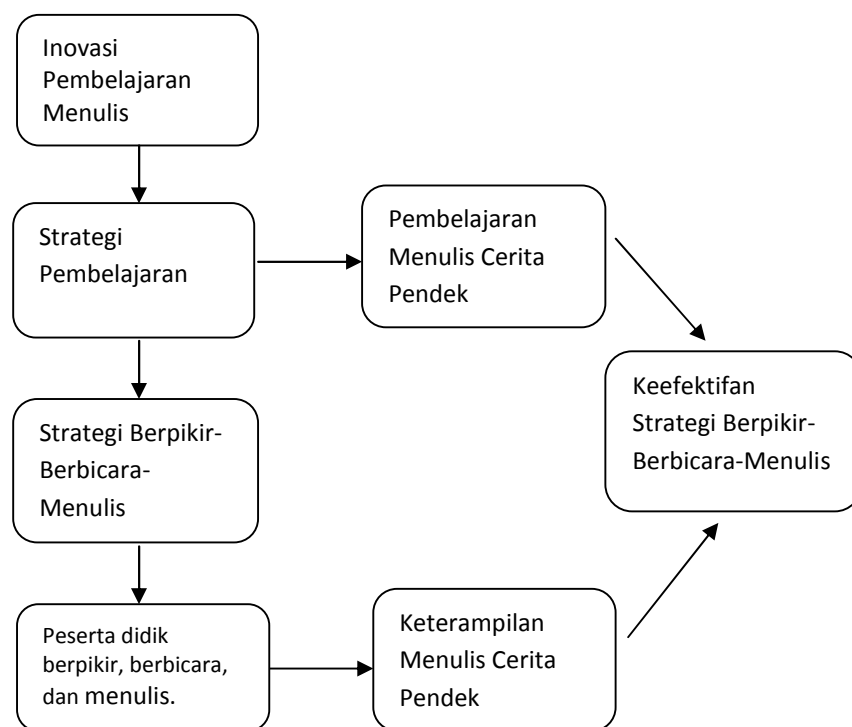 Inovasi
Pembelajaran
Menulis
Strategi
Pembelajaran
Pembelajaran
Menulis Cerita
Pendek
Strategi Berpikir-
Berbicara-
Menulis
Keefektifan
Strategi Berpikir-
Berbicara-Menulis
Peserta didik
berpikir, berbicara,
dan menulis.
Keterampilan
Menulis Cerita
Pendek